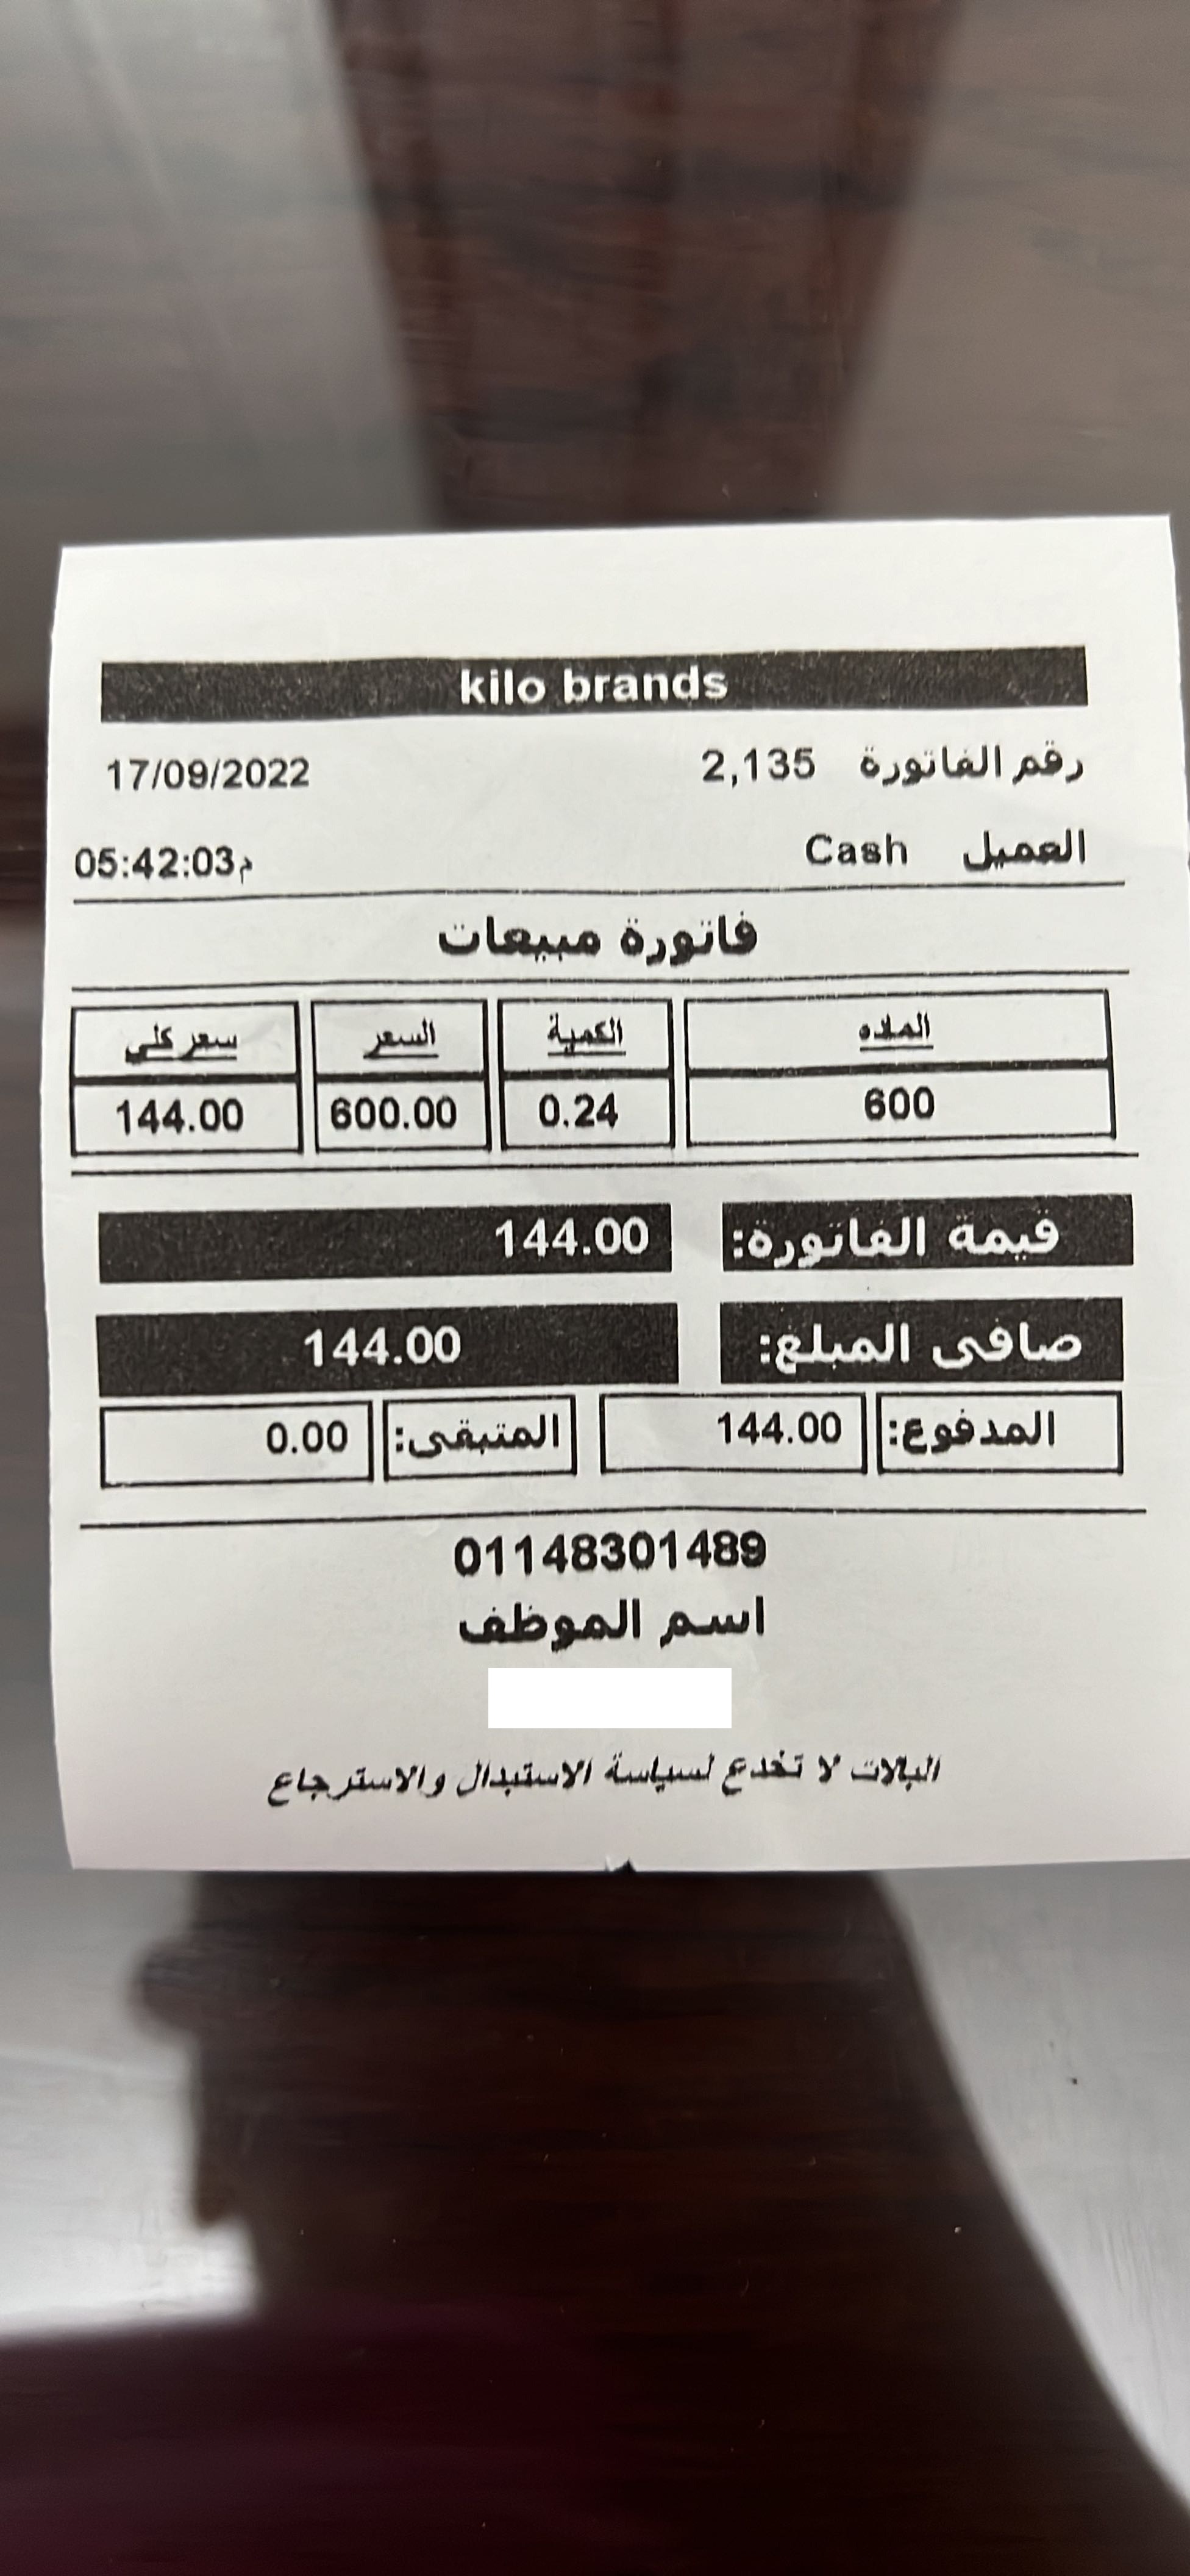 kilo brands
رقم الفاتورة 2,135 17/09/2022
العميل Cash 05:42:03م
فاتورة مبيعات
الماده الكمية السعر سعر كلي
600 0.24 600.00 144.00
قيمة الفاتورة: 144.00
صافى المبلغ: 144.00
المدفوع: 144.00 المتبقى: 0.00
01148301489
اسم الموظف
البالات لا تخدع لسياسة الاستبدال والاسترجاع